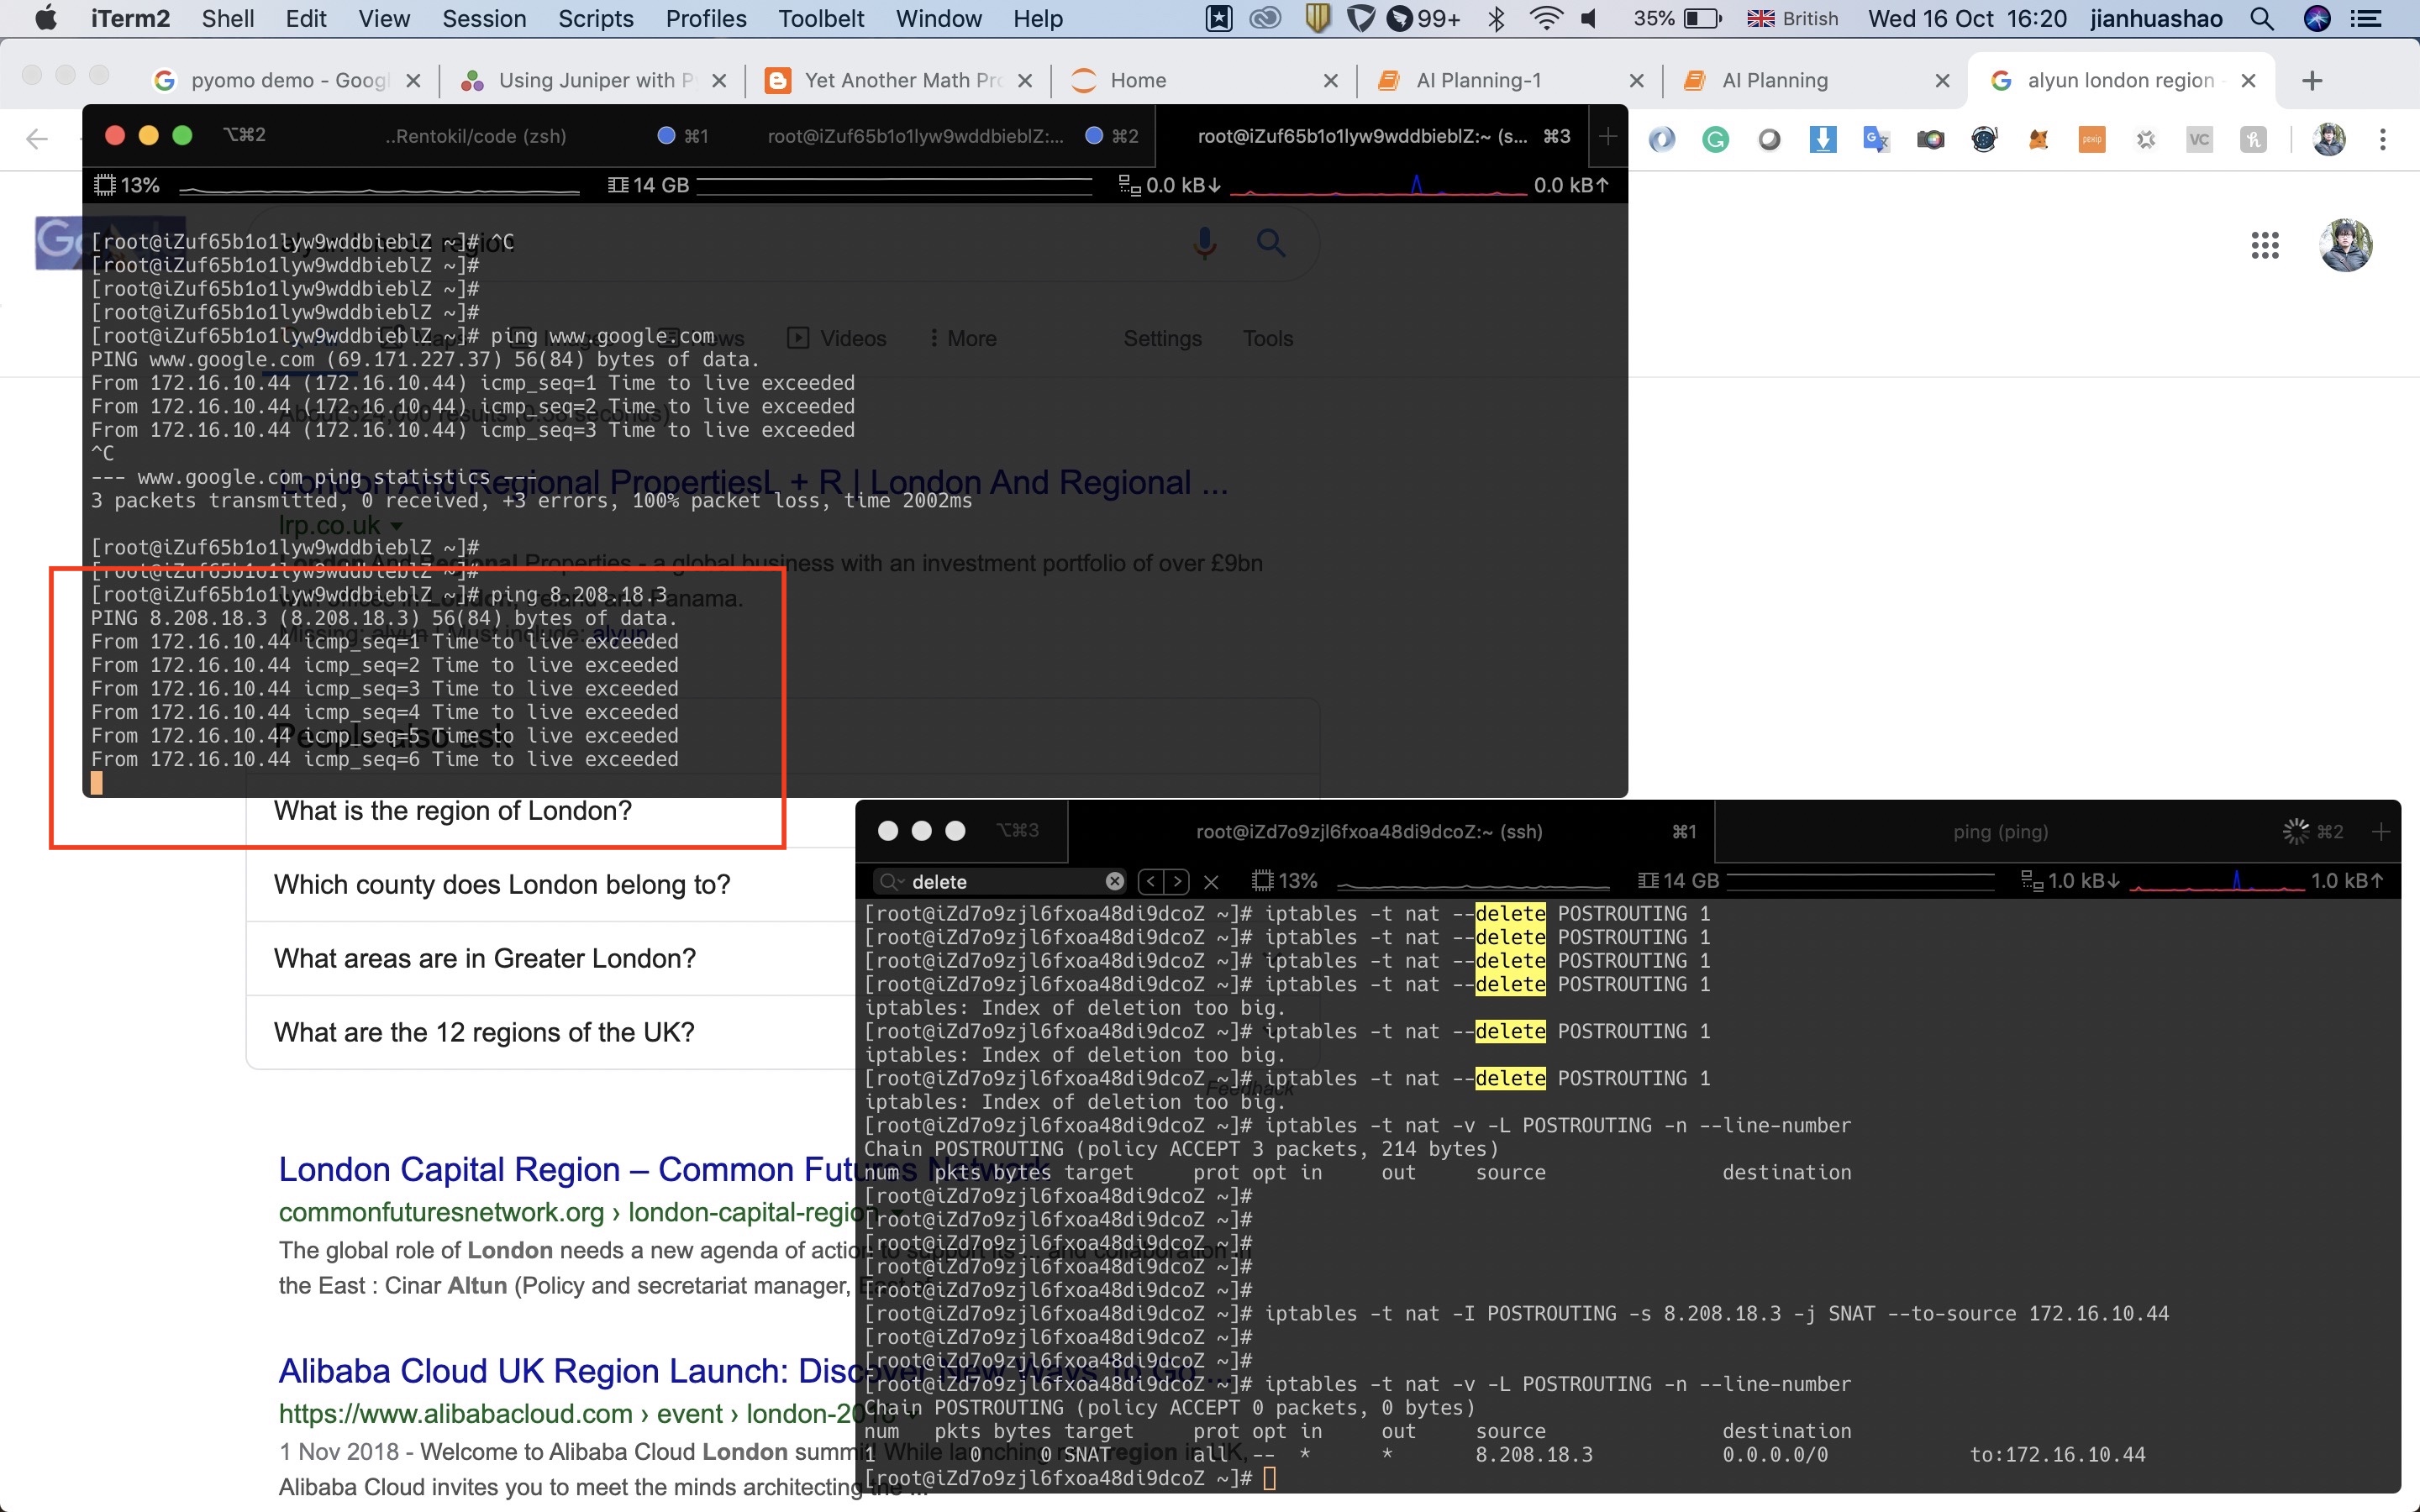 iTerm2 Shell Edit View Session Scripts Profiles Toolbelt Window Help 99+ 35% British Wed 16 Oct 16:20 jianhuashao
pyomo demo - Goog
Using Juniper with P
Yet Another Math Pro
Home
AI Planning-1
AI Planning
alyun london region
⌥⌘2 ..Rentokil/code (zsh) ⌘1 root@iZuf65b1o1lyw9wddbieblZ:... ⌘2 root@iZuf65b1o1lyw9wddbieblZ:~ (s... ⌘3
13% 14 GB 0.0 kB↓ 0.0 kB↑
[root@iZuf65b1o1lyw9wddbieblZ ~]# ^C
[root@iZuf65b1o1lyw9wddbieblZ ~]#
[root@iZuf65b1o1lyw9wddbieblZ ~]#
[root@iZuf65b1o1lyw9wddbieblZ ~]#
[root@iZuf65b1o1lyw9wddbieblZ ~]# ping www.google.com
PING www.google.com (69.171.227.37) 56(84) bytes of data.
From 172.16.10.44 (172.16.10.44) icmp_seq=1 Time to live exceeded
From 172.16.10.44 (172.16.10.44) icmp_seq=2 Time to live exceeded
From 172.16.10.44 (172.16.10.44) icmp_seq=3 Time to live exceeded
^C
--- www.google.com ping statistics ---
3 packets transmitted, 0 received, +3 errors, 100% packet loss, time 2002ms
[root@iZuf65b1o1lyw9wddbieblZ ~]#
[root@iZuf65b1o1lyw9wddbieblZ ~]#
[root@iZuf65b1o1lyw9wddbieblZ ~]# ping 8.208.18.3
PING 8.208.18.3 (8.208.18.3) 56(84) bytes of data.
From 172.16.10.44 icmp_seq=1 Time to live exceeded
From 172.16.10.44 icmp_seq=2 Time to live exceeded
From 172.16.10.44 icmp_seq=3 Time to live exceeded
From 172.16.10.44 icmp_seq=4 Time to live exceeded
From 172.16.10.44 icmp_seq=5 Time to live exceeded
From 172.16.10.44 icmp_seq=6 Time to live exceeded
News Videos More Settings Tools
London And Regional PropertiesL + R | London And Regional ...
lrp.co.uk
Properties - a global business with an investment portfolio of over £9bn
Panama.
Missing: alyun | Must include: alyun
People also ask
What is the region of London?
Which county does London belong to?
What areas are in Greater London?
What are the 12 regions of the UK?
Feedback
London Capital Region – Common Futures Network
commonfuturesnetwork.org › london-capital-region
The global role of London needs a new agenda of action to support its ... and collaboration
the East : Cinar Altun (Policy and secretariat manager,
Alibaba Cloud UK Region Launch: Discover New Ways To Go ...
https://www.alibabacloud.com › event › london-2018
1 Nov 2018 - Welcome to Alibaba Cloud London summit! While launching region in UK,
Alibaba Cloud invites you to meet the minds architecting the ...
⌥⌘3 root@iZd7o9zjl6fxoa48di9dcoZ:~ (ssh) ⌘1 ping (ping) ⌘2
delete 13% 14 GB 1.0 kB↓ 1.0 kB↑
[root@iZd7o9zjl6fxoa48di9dcoZ ~]# iptables -t nat --delete POSTROUTING 1
[root@iZd7o9zjl6fxoa48di9dcoZ ~]# iptables -t nat --delete POSTROUTING 1
[root@iZd7o9zjl6fxoa48di9dcoZ ~]# iptables -t nat --delete POSTROUTING 1
[root@iZd7o9zjl6fxoa48di9dcoZ ~]# iptables -t nat --delete POSTROUTING 1
iptables: Index of deletion too big.
[root@iZd7o9zjl6fxoa48di9dcoZ ~]# iptables -t nat --delete POSTROUTING 1
iptables: Index of deletion too big.
[root@iZd7o9zjl6fxoa48di9dcoZ ~]# iptables -t nat --delete POSTROUTING 1
iptables: Index of deletion too big.
[root@iZd7o9zjl6fxoa48di9dcoZ ~]# iptables -t nat -v -L POSTROUTING -n --line-number
Chain POSTROUTING (policy ACCEPT 3 packets, 214 bytes)
num pkts bytes target prot opt in out source destination
[root@iZd7o9zjl6fxoa48di9dcoZ ~]#
[root@iZd7o9zjl6fxoa48di9dcoZ ~]#
[root@iZd7o9zjl6fxoa48di9dcoZ ~]#
[root@iZd7o9zjl6fxoa48di9dcoZ ~]#
[root@iZd7o9zjl6fxoa48di9dcoZ ~]#
[root@iZd7o9zjl6fxoa48di9dcoZ ~]# iptables -t nat -I POSTROUTING -s 8.208.18.3 -j SNAT --to-source 172.16.10.44
[root@iZd7o9zjl6fxoa48di9dcoZ ~]#
[root@iZd7o9zjl6fxoa48di9dcoZ ~]#
[root@iZd7o9zjl6fxoa48di9dcoZ ~]# iptables -t nat -v -L POSTROUTING -n --line-number
Chain POSTROUTING (policy ACCEPT 0 packets, 0 bytes)
num pkts bytes target prot opt in out source destination
1 0 0 SNAT all -- * * 8.208.18.3 0.0.0.0/0 to:172.16.10.44
[root@iZd7o9zjl6fxoa48di9dcoZ ~]#